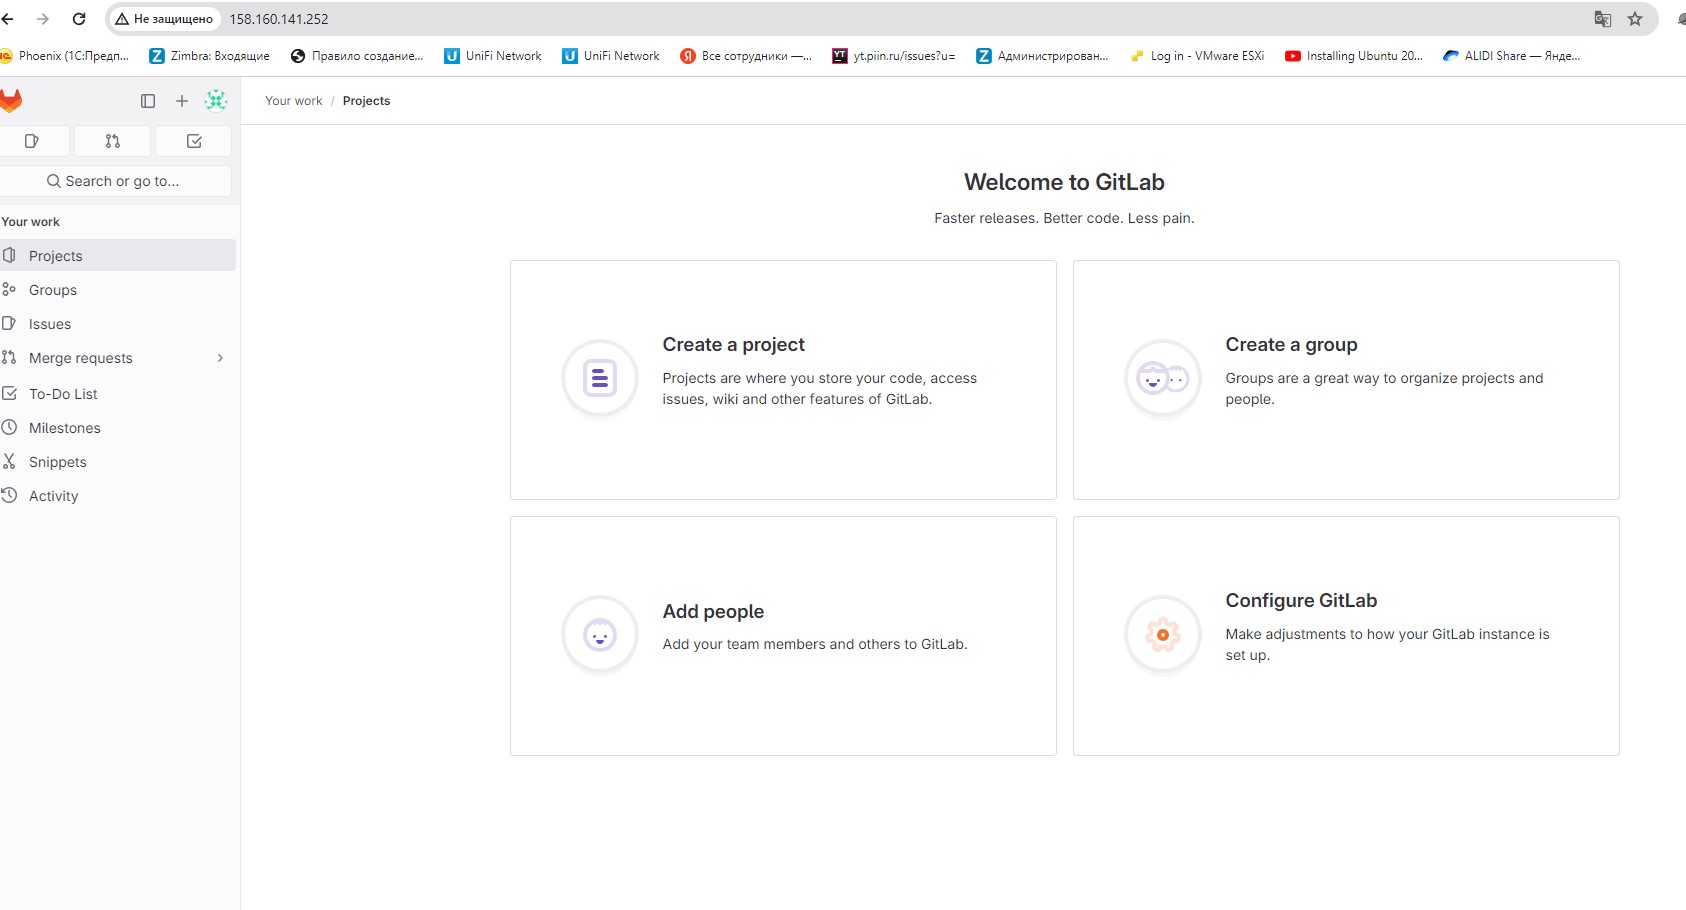 Не защищено
158.160.141.252
Phoenix (1С:Предп...
Zimbra: Входящие
Правило создание...
UniFi Network
UniFi Network
Все сотрудники —...
yt.piin.ru/issues?u=
Администрирован...
Log in - VMware ESXi
Installing Ubuntu 20...
ALIDI Share — Янде...
Your work / Projects
Search or go to...
Your work
Projects
Groups
Issues
Merge requests
To-Do List
Milestones
Snippets
Activity
Welcome to GitLab
Faster releases. Better code. Less pain.
Create a project
Projects are where you store your code, access
issues, wiki and other features of GitLab.
Create a group
Groups are a great way to organize projects and
people.
Add people
Add your team members and others to GitLab.
Configure GitLab
Make adjustments to how your GitLab instance is
set up.